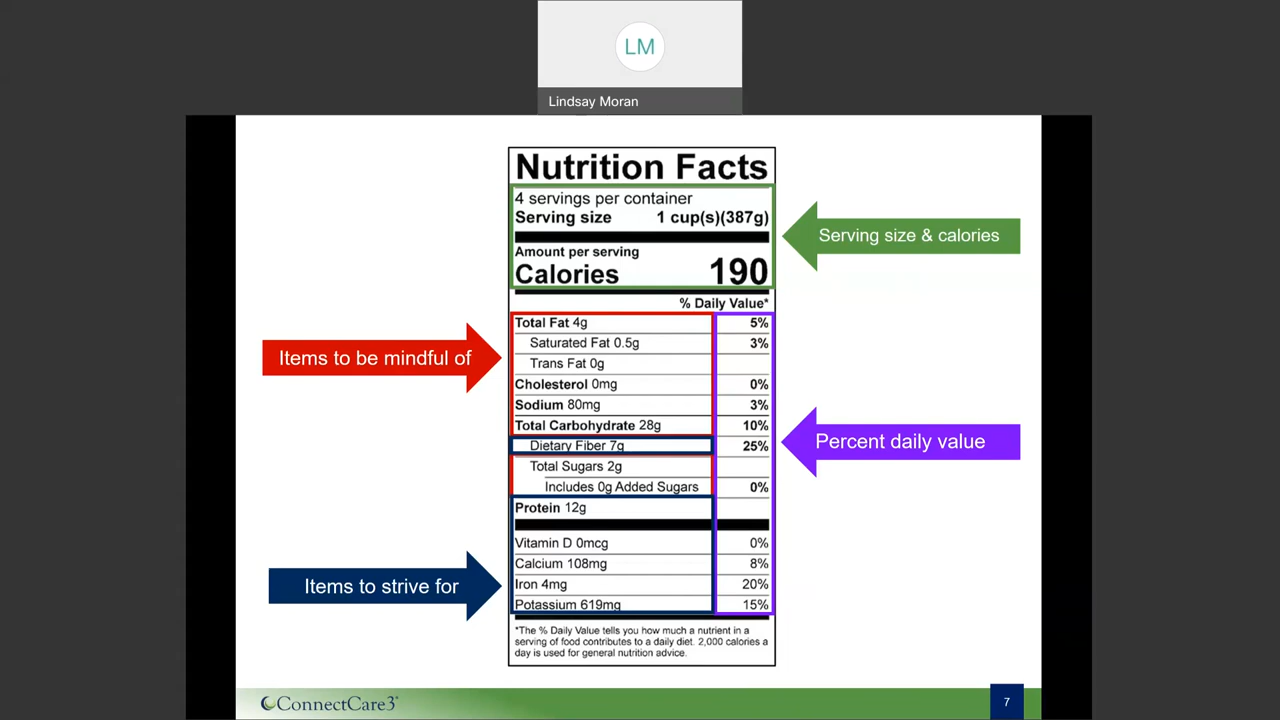 LM
Lindsay Moran
Nutrition Facts
4 servings per container
Serving size 1 cup(s)(387g)
Amount per serving
Calories 190
% Daily Value*
Total Fat 4g 5%
Saturated Fat 0.5g 3%
Trans Fat 0g
Cholesterol 0mg 0%
Sodium 80mg 3%
Total Carbohydrate 28g 10%
Dietary Fiber 7g 25%
Total Sugars 2g
Includes 0g Added Sugars 0%
Protein 12g
Vitamin D 0mcg 0%
Calcium 108mg 8%
Iron 4mg 20%
Potassium 619mg 15%
*The % Daily Value tells you how much a nutrient in a
serving of food contributes to a daily diet. 2,000 calories a
day is used for general nutrition advice.
Serving size & calories
Items to be mindful of
Percent daily value
Items to strive for
ConnectCare3
7